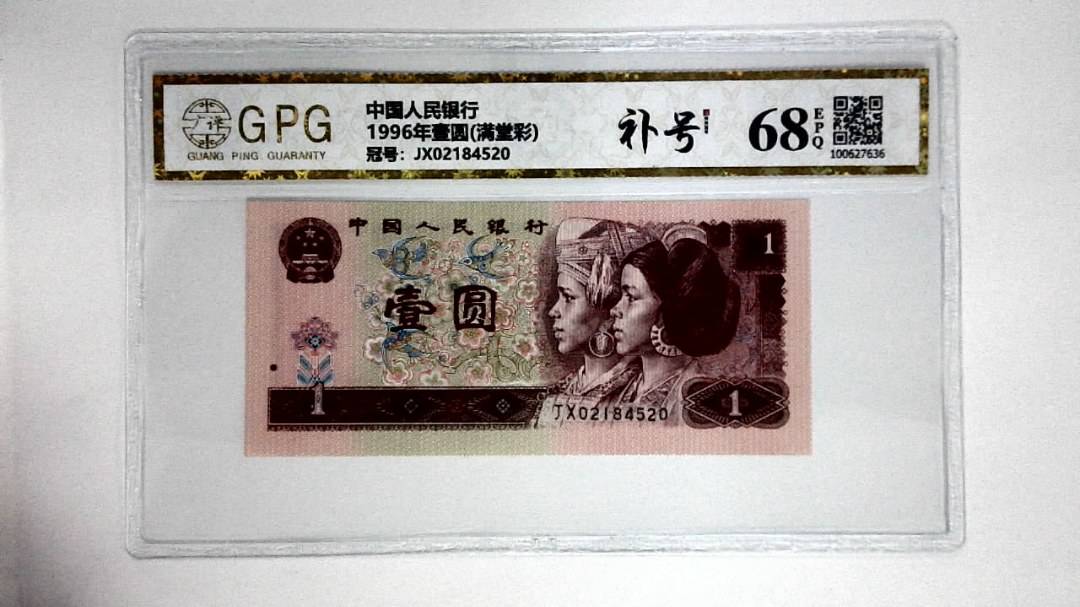 GPG
GUANG PING GUARANTY
中国人民银行
1996年壹圆(满堂彩)
冠号：JX02184520
补号
68
EPQ
100627636
中国人民银行
1
壹圆
1
JX02184520
1